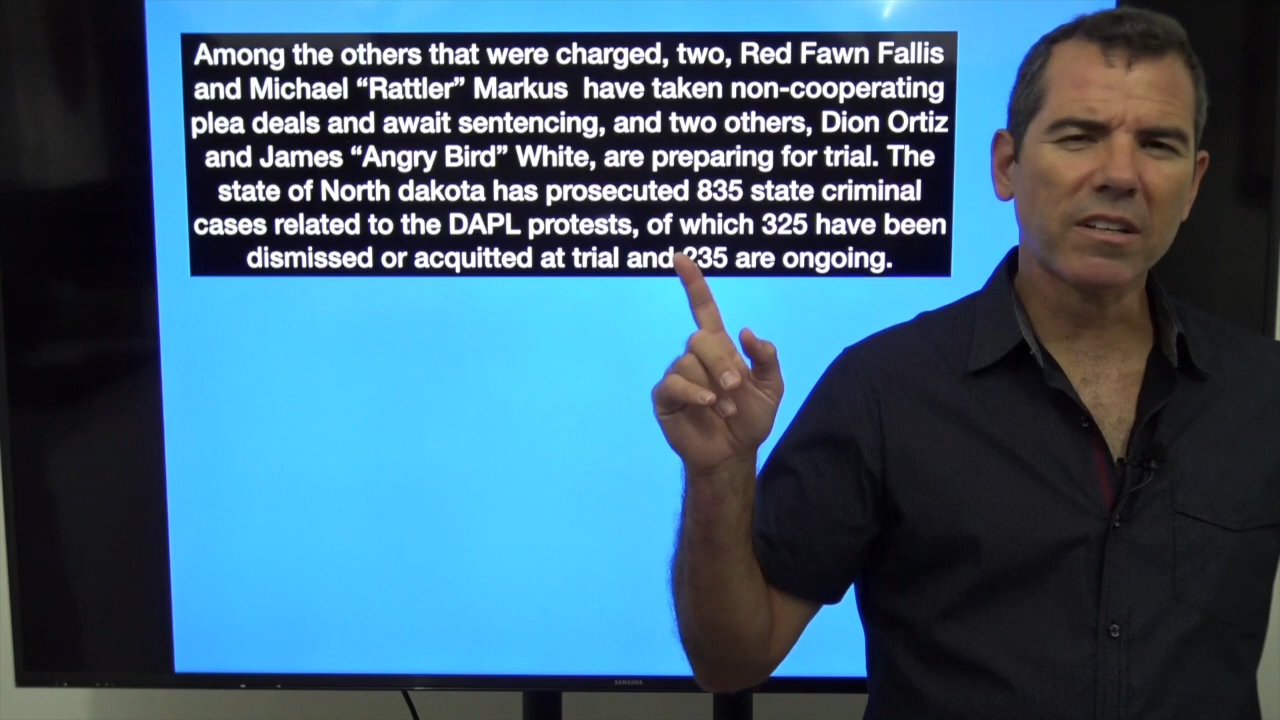 Among the others that were charged, two, Red Fawn Fallis
and Michael “Rattler” Markus have taken non-cooperating
plea deals and await sentencing, and two others, Dion Ortiz
and James “Angry Bird” White, are preparing for trial. The
state of North dakota has prosecuted 835 state criminal
cases related to the DAPL protests, of which 325 have been
dismissed or acquitted at trial and 235 are ongoing.
SAMSUNG